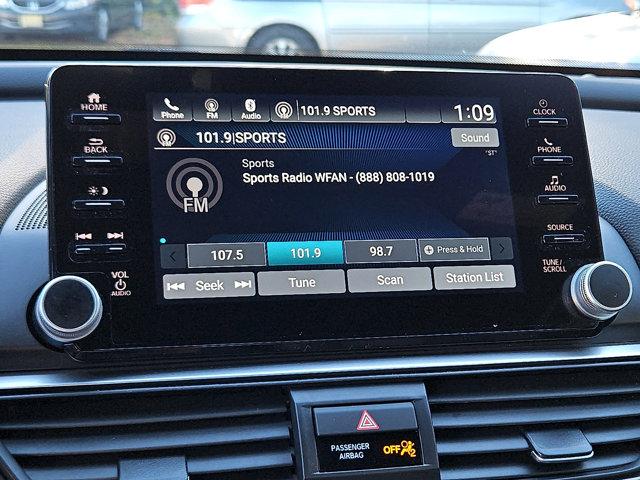 HOME
BACK
VOL
AUDIO
Phone FM Audio 101.9 SPORTS 1:09
101.9|SPORTS Sound
"ST"
Sports
Sports Radio WFAN - (888) 808-1019
FM
107.5 101.9 98.7 + Press & Hold
Seek Tune Scan Station List
CLOCK
PHONE
AUDIO
SOURCE
TUNE/
SCROLL
PASSENGER
AIRBAG OFF 2